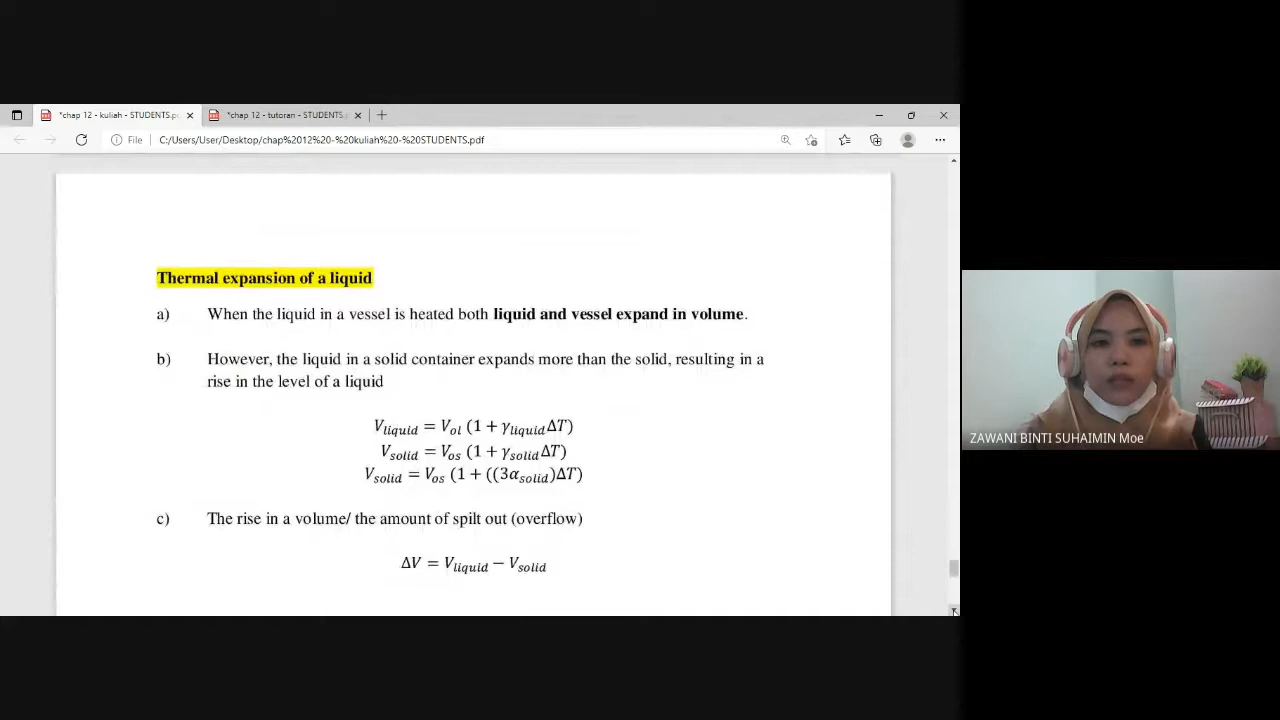 *chap 12 - kuliah - STUDENTS.p
*chap 12 - tutoran - STUDENTS.
File C:/Users/User/Desktop/chap%2012%20-%20kuliah%20-%20STUDENTS.pdf
Thermal expansion of a liquid
a) When the liquid in a vessel is heated both liquid and vessel expand in volume.
b) However, the liquid in a solid container expands more than the solid, resulting in a
rise in the level of a liquid
V_liquid = V_ol (1 + γ_liquid ΔT)
V_solid = V_os (1 + γ_solid ΔT)
V_solid = V_os (1 + ((3α_solid)ΔT)
c) The rise in a volume/ the amount of spilt out (overflow)
ΔV = V_liquid − V_solid
ZAWANI BINTI SUHAIMIN Moe